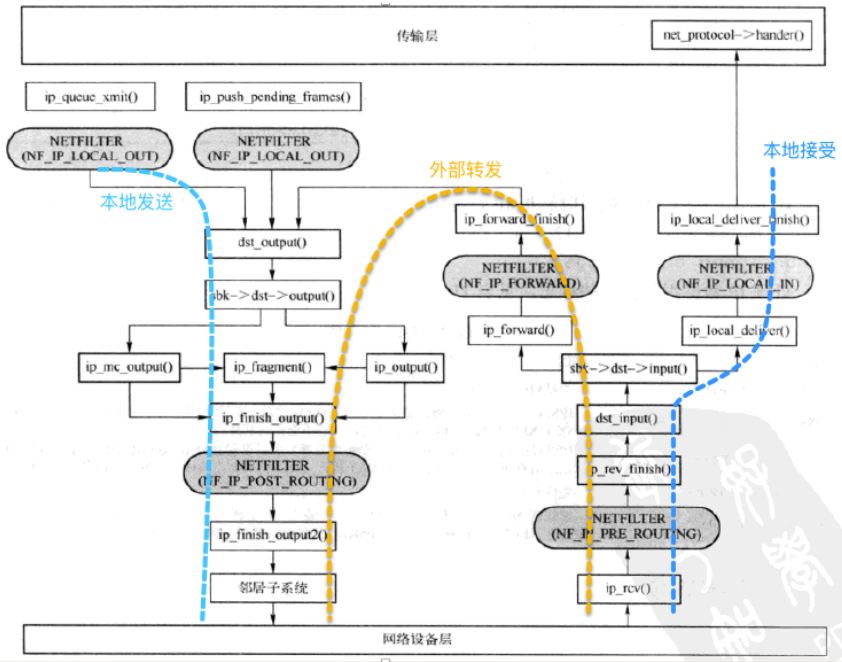 传输层
net_protocol->hander()
ip_queue_xmit()
ip_push_pending_frames()
NETFILTER
(NF_IP_LOCAL_OUT)
NETFILTER
(NF_IP_LOCAL_OUT)
本地发送
外部转发
本地接受
ip_forward_finish()
ip_local_deliver_finish()
dst_output()
NETFILTER
(NF_IP_FORWARD)
NETFILTER
(NF_IP_LOCAL_IN)
sbk->dst->output()
ip_forward()
ip_local_deliver()
ip_mc_output()
ip_fragment()
ip_output()
sbk->dst->input()
ip_finish_output()
dst_input()
NETFILTER
(NF_IP_POST_ROUTING)
ip_rev_finish()
NETFILTER
(NF_IP_PRE_ROUTING)
ip_finish_output2()
邻居子系统
ip_rcv()
网络设备层